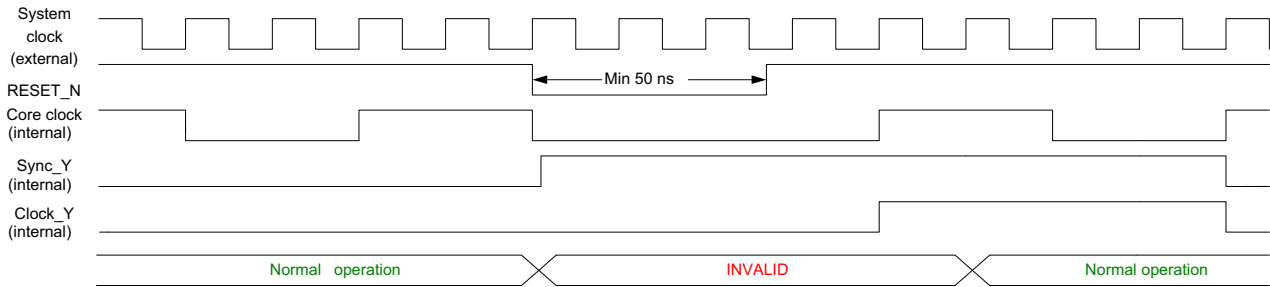 System
clock
(external)
Min 50 ns
RESET_N
Core clock
(internal)
Sync_Y
(internal)
Clock_Y
(internal)
Normal operation
INVALID
Normal operation